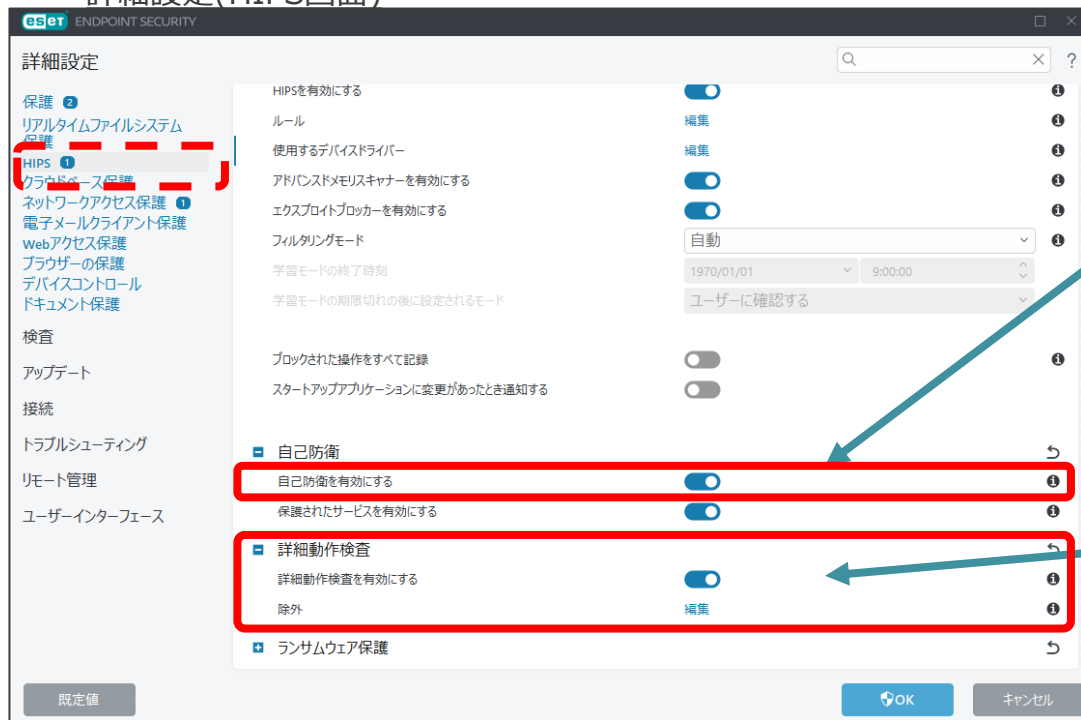 詳細設定(HIPS画面)
eset ENDPOINT SECURITY
詳細設定
?
保護 2
リアルタイムファイルシステム
保護
HIPS 1
クラウドベース保護
ネットワークアクセス保護 1
電子メールクライアント保護
Webアクセス保護
ブラウザーの保護
デバイスコントロール
ドキュメント保護
検査
アップデート
接続
トラブルシューティング
リモート管理
ユーザーインターフェース
HIPSを有効にする
ルール 編集
使用するデバイスドライバー 編集
アドバンスドメモリスキャナーを有効にする
エクスプロイトブロッカーを有効にする
フィルタリングモード 自動
学習モードの終了時刻 1970/01/01 9:00:00
学習モードの期限切れの後に設定されるモード ユーザーに確認する
ブロックされた操作をすべて記録
スタートアップアプリケーションに変更があったとき通知する
自己防衛
自己防衛を有効にする
保護されたサービスを有効にする
詳細動作検査
詳細動作検査を有効にする
除外 編集
ランサムウェア保護
既定値 OK キャンセル